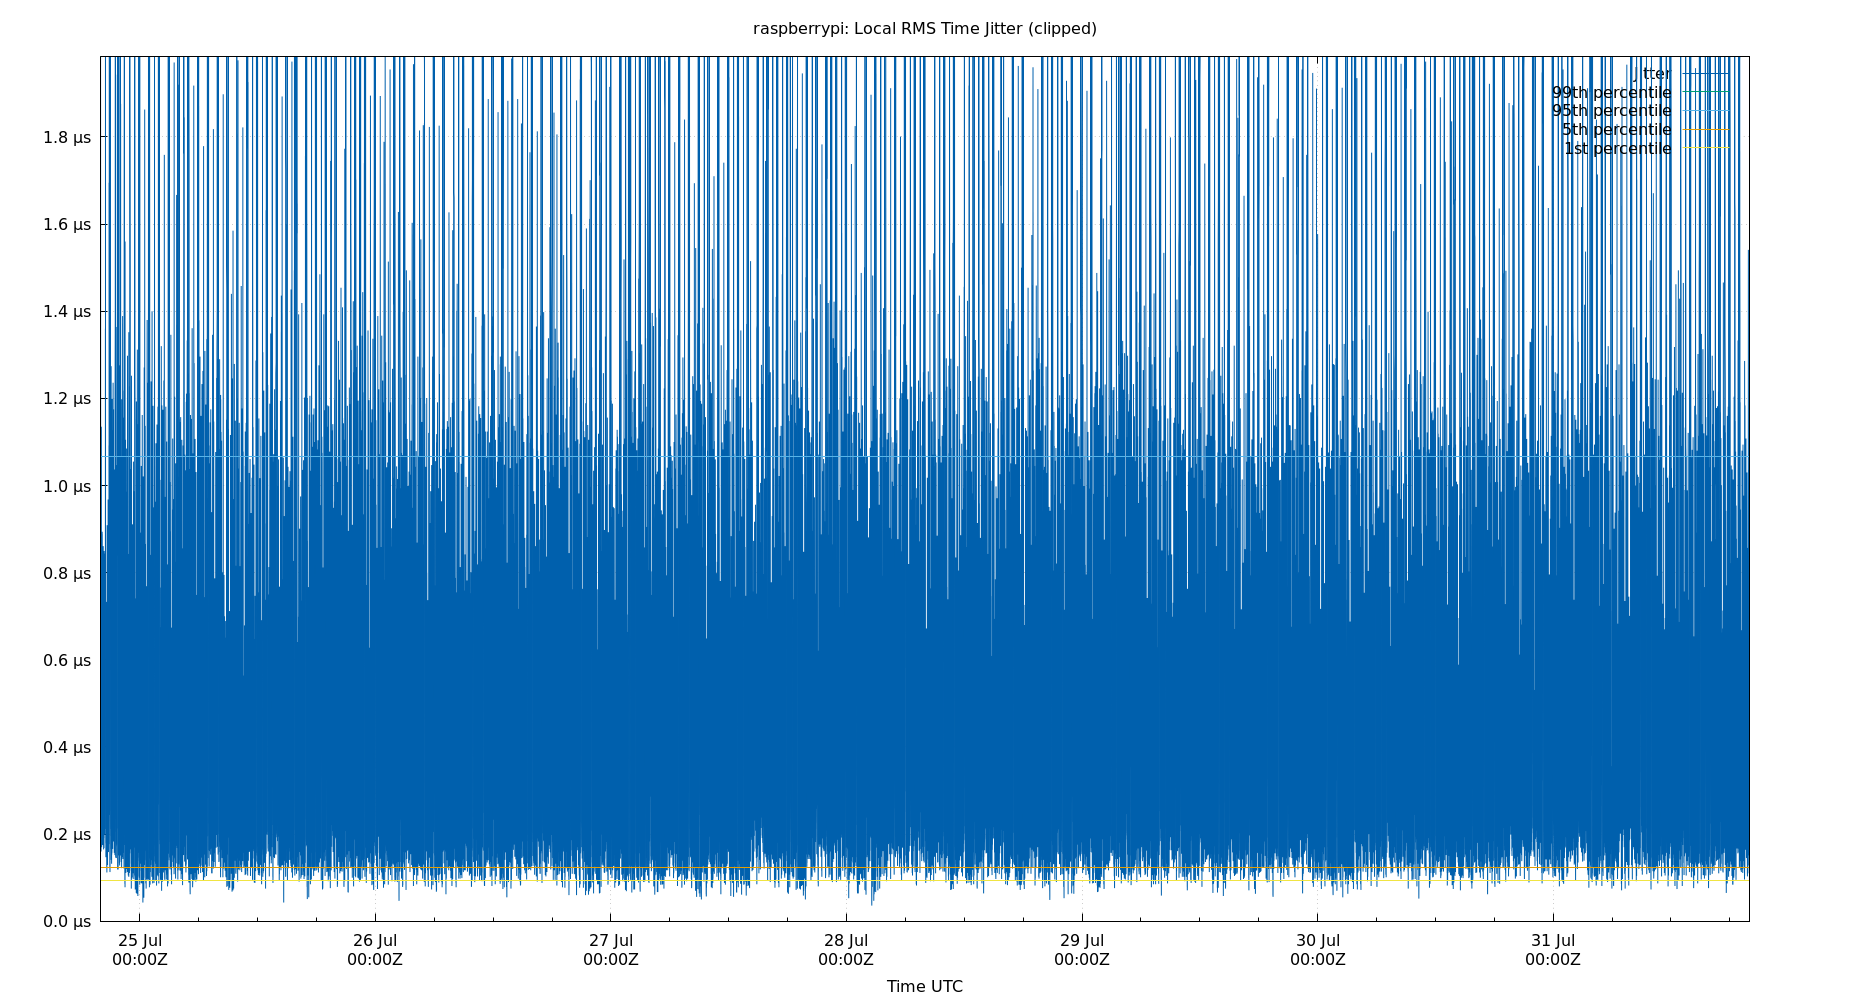 raspberrypi: Local RMS Time Jitter (clipped)
Jitter
99th percentile
95th percentile
5th percentile
1st percentile
1.8 µs
1.6 µs
1.4 µs
1.2 µs
1.0 µs
0.8 µs
0.6 µs
0.4 µs
0.2 µs
0.0 µs
25 Jul 26 Jul 27 Jul 28 Jul 29 Jul 30 Jul 31 Jul
00:00Z 00:00Z 00:00Z 00:00Z 00:00Z 00:00Z 00:00Z
Time UTC